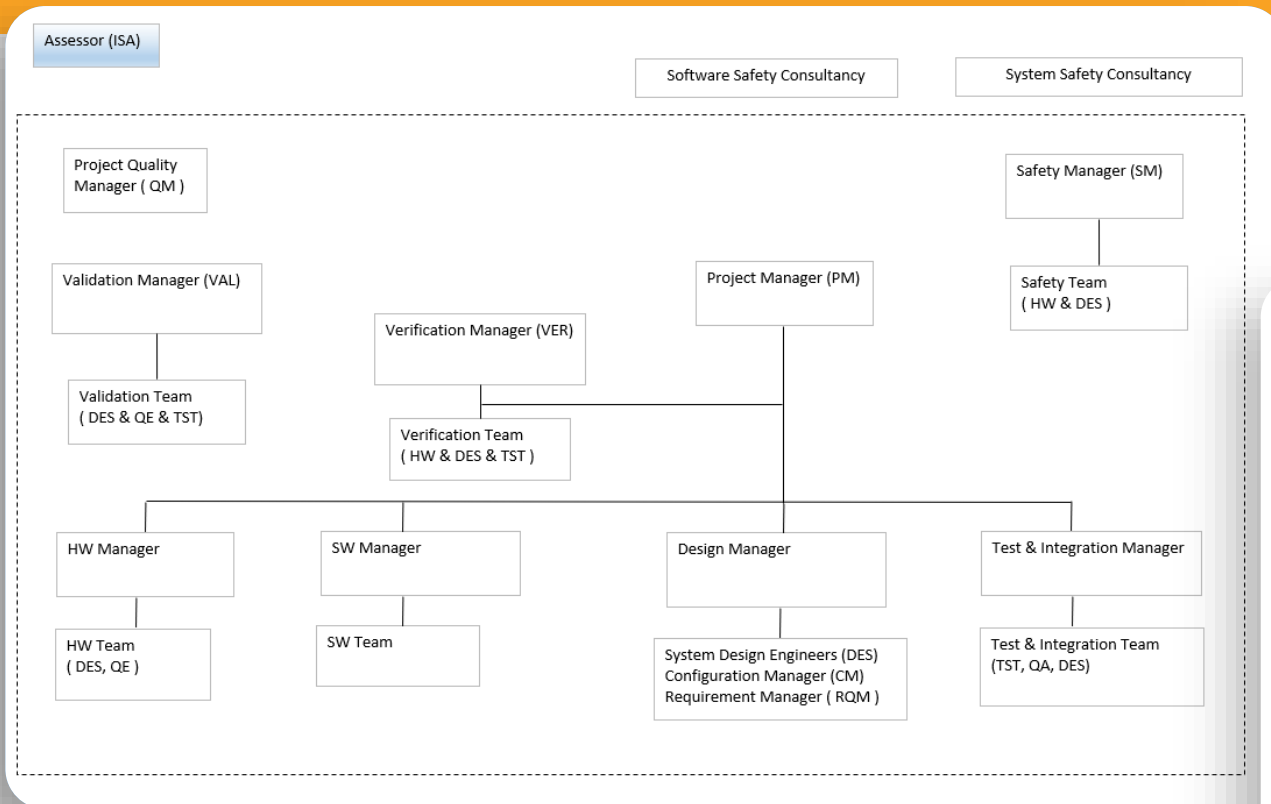 Assessor (ISA)
Software Safety Consultancy
System Safety Consultancy
Project Quality
Manager ( QM )
Safety Manager (SM)
Validation Manager (VAL)
Project Manager (PM)
Safety Team
( HW & DES )
Verification Manager (VER)
Validation Team
( DES & QE & TST)
Verification Team
( HW & DES & TST )
HW Manager
SW Manager
Design Manager
Test & Integration Manager
HW Team
( DES, QE )
SW Team
System Design Engineers (DES)
Configuration Manager (CM)
Requirement Manager ( RQM )
Test & Integration Team
(TST, QA, DES)